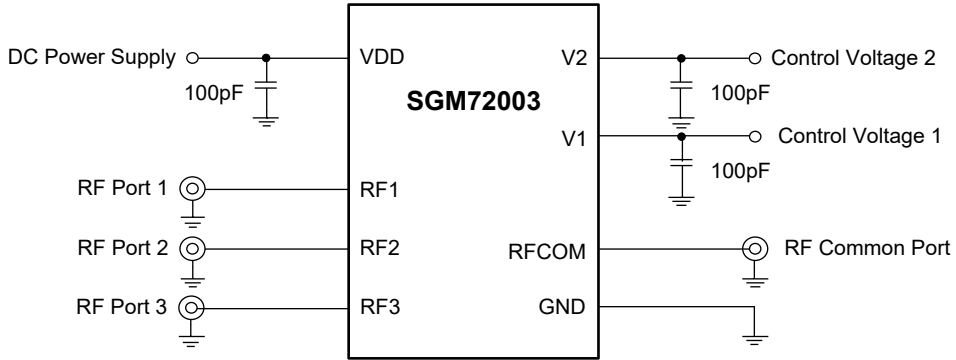 DC Power Supply
100pF
VDD
SGM72003
V2
Control Voltage 2
100pF
V1
Control Voltage 1
100pF
RF Port 1
RF1
RF Port 2
RF2
RFCOM
RF Common Port
RF Port 3
RF3
GND